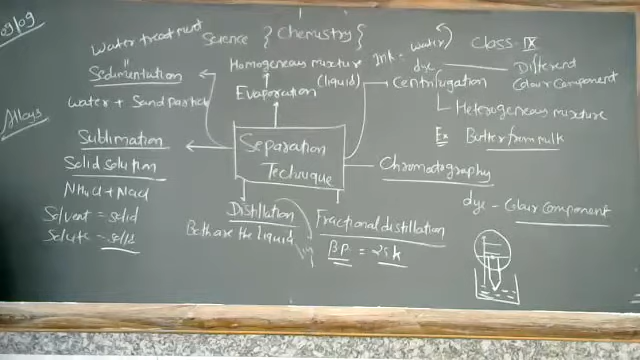 09/09
Water treatment
Science { Chemistry }
Class - IX
Sedimentation
Water + Sand particle
Homogeneous mixture
(liquid)
Evaporation
Ink = water
dye
Different
Colour Component
Centrifugation
Heterogeneous mixture
Ex Butter from milk
Alloys
Sublimation
Solid solution
NH4Cl + NaCl
Solvent = solid
Solute = solid
Separation
Technique
Chromatography
dye - Colour Component
Distillation
Both are the liquid
Fractional distillation
BP = 25 k